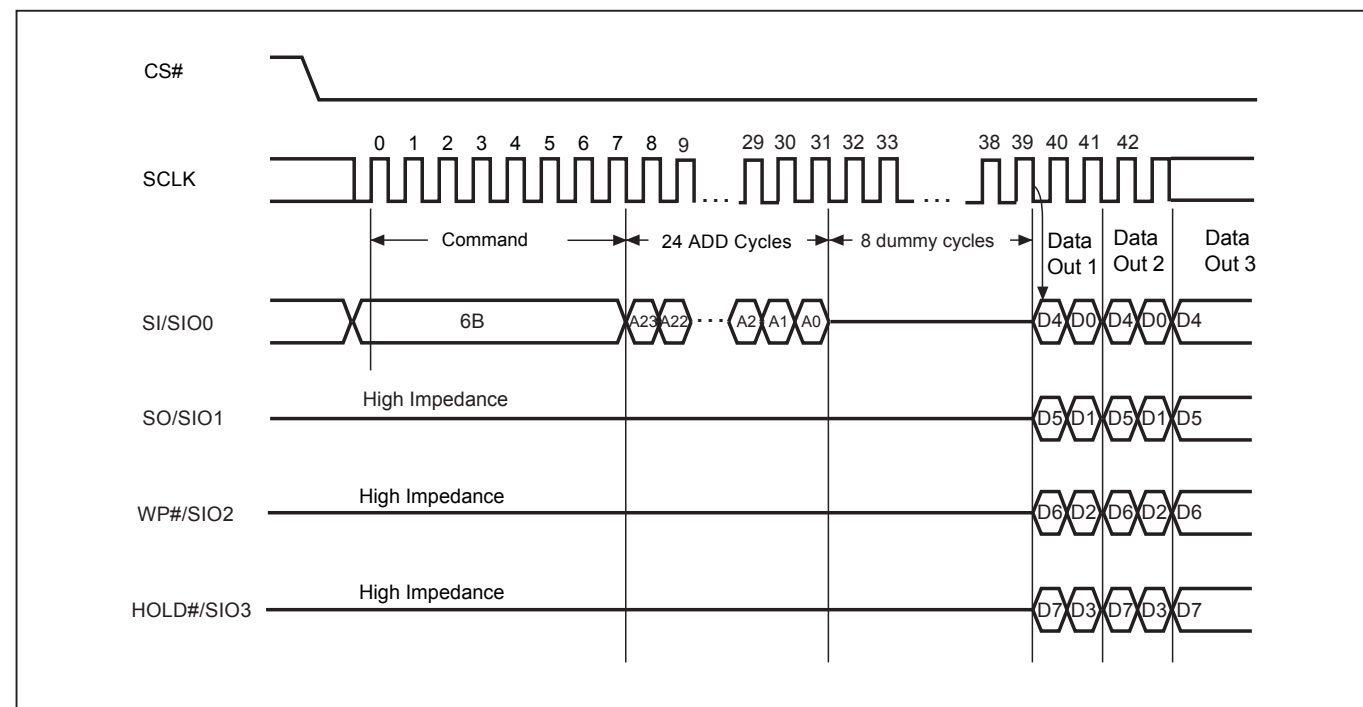 CS#
0 1 2 3 4 5 6 7 8 9 29 30 31 32 33 38 39 40 41 42
SCLK
. . . . . .
Command 24 ADD Cycles 8 dummy cycles Data Out 1 Data Out 2 Data Out 3
SI/SIO0 6B A23 A22 . . . A2 A1 A0 D4 D0 D4 D0 D4
High Impedance
SO/SIO1 D5 D1 D5 D1 D5
High Impedance
WP#/SIO2 D6 D2 D6 D2 D6
High Impedance
HOLD#/SIO3 D7 D3 D7 D3 D7